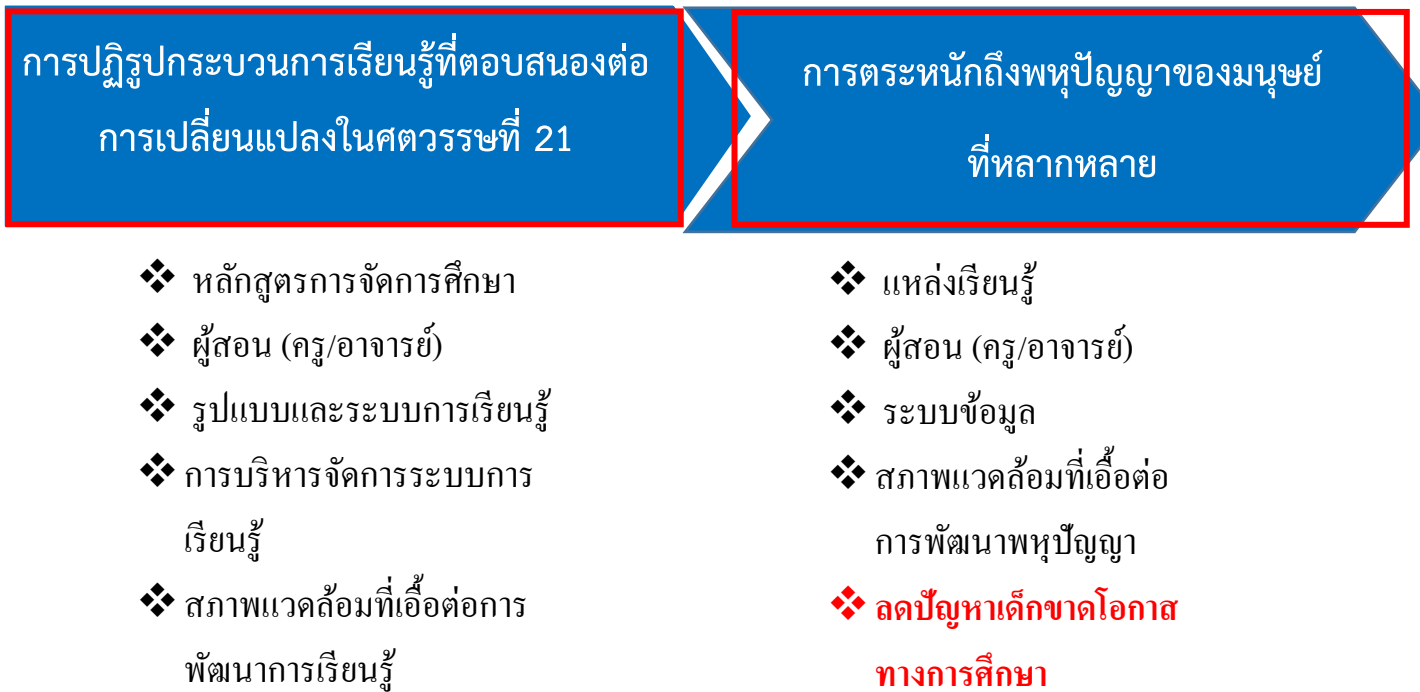 การปฏิรูปกระบวนการเรียนรู้ที่ตอบสนองต่อ
การเปลี่ยนแปลงในศตวรรษที่ 21
❖ หลักสูตรการจัดการศึกษา
❖ ผู้สอน (ครู/อาจารย์)
❖ รูปแบบและระบบการเรียนรู้
❖ การบริหารจัดการระบบการ
เรียนรู้
❖ สภาพแวดล้อมที่เอื้อต่อการ
พัฒนาการเรียนรู้
การตระหนักถึงพหุปัญญาของมนุษย์
ที่หลากหลาย
❖ แหล่งเรียนรู้
❖ ผู้สอน (ครู/อาจารย์)
❖ ระบบข้อมูล
❖ สภาพแวดล้อมที่เอื้อต่อ
การพัฒนาพหุปัญญา
❖ ลดปัญหาเด็กขาดโอกาส
ทางการศึกษา